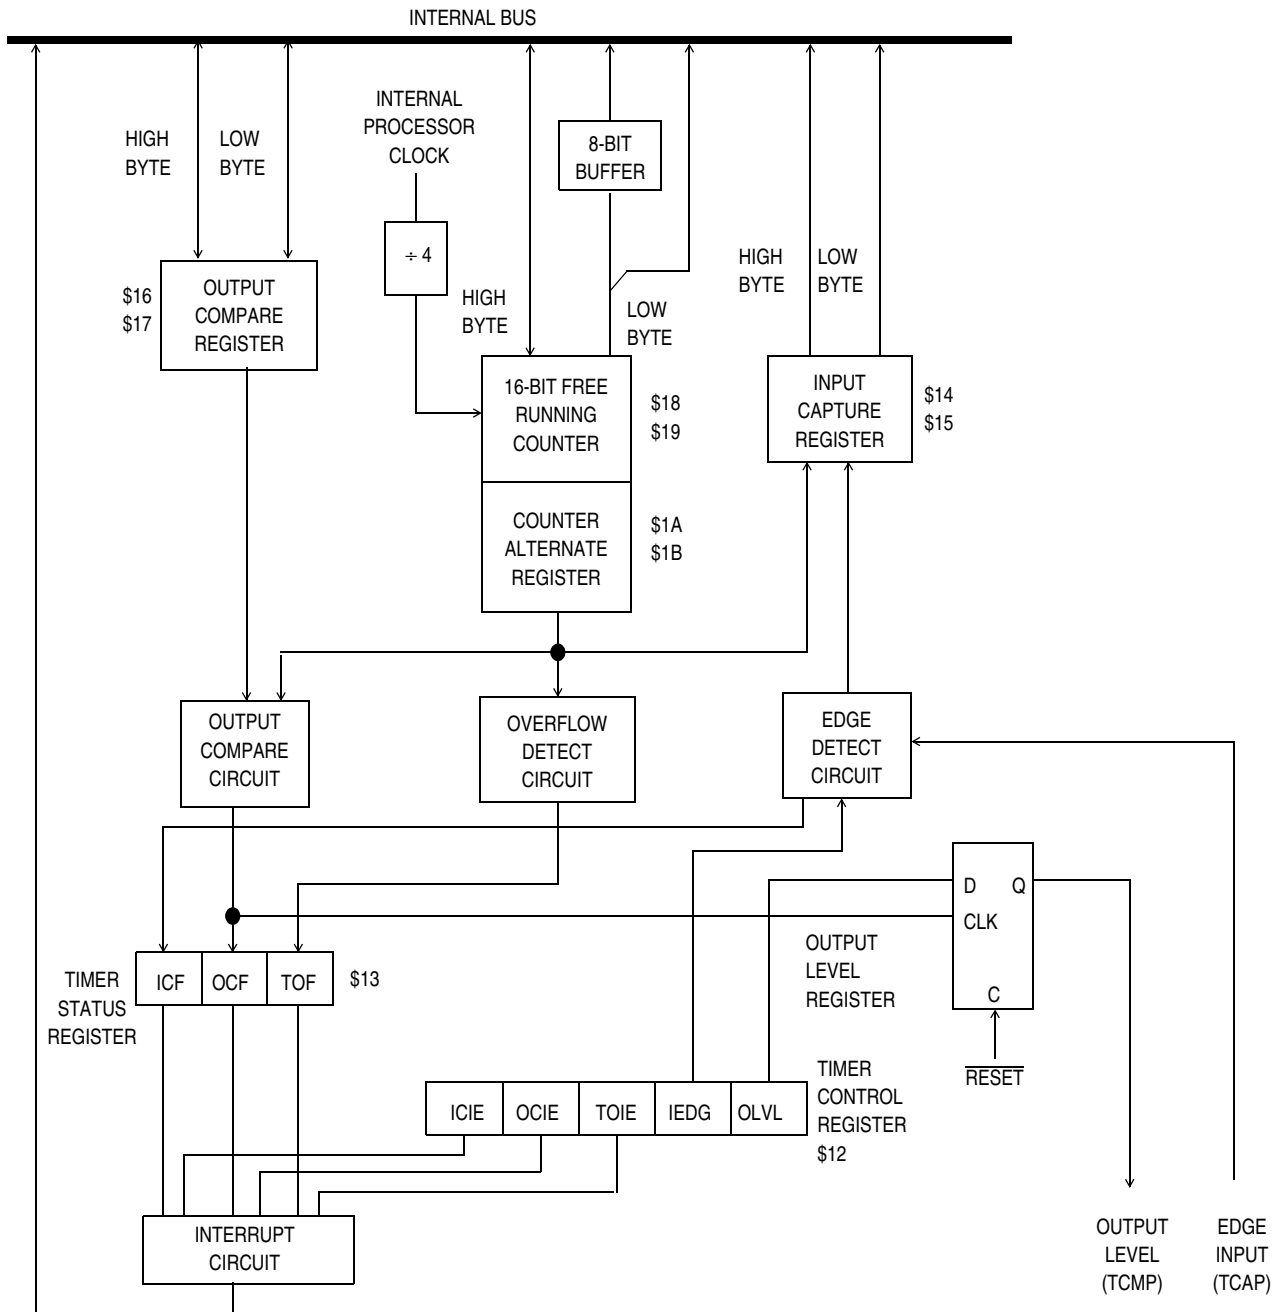 INTERNAL BUS
INTERNAL
PROCESSOR
CLOCK
HIGH
BYTE
LOW
BYTE
8-BIT
BUFFER
÷ 4
HIGH
BYTE
LOW
BYTE
HIGH
BYTE
LOW
BYTE
$16
$17
OUTPUT
COMPARE
REGISTER
16-BIT FREE
RUNNING
COUNTER
$18
$19
INPUT
CAPTURE
REGISTER
$14
$15
COUNTER
ALTERNATE
REGISTER
$1A
$1B
OUTPUT
COMPARE
CIRCUIT
OVERFLOW
DETECT
CIRCUIT
EDGE
DETECT
CIRCUIT
D Q
CLK
C
OUTPUT
LEVEL
REGISTER
RESET
TIMER
STATUS
REGISTER
ICF OCF TOF
$13
ICIE OCIE TOIE IEDG OLVL
TIMER
CONTROL
REGISTER
$12
INTERRUPT
CIRCUIT
OUTPUT
LEVEL
(TCMP)
EDGE
INPUT
(TCAP)